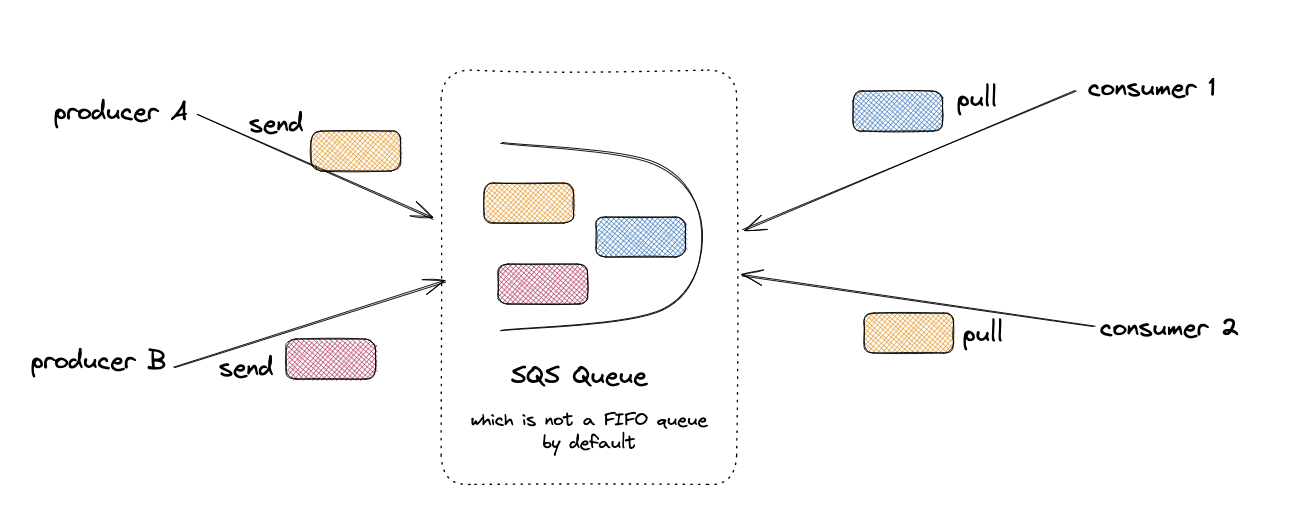 producer A
send
pull
consumer 1
producer B
send
SQS Queue
which is not a FIFO queue
by default
pull
consumer 2